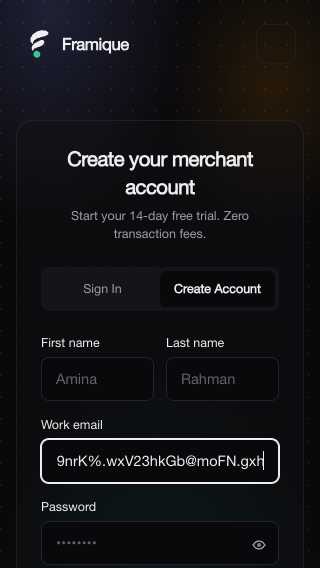 Framique
Create your merchant
account
Start your 14-day free trial. Zero
transaction fees.
Sign In
Create Account
First name
Last name
Amina
Rahman
Work email
9nrK%.wxV23hkGb@moFN.gxh
Password
••••••••